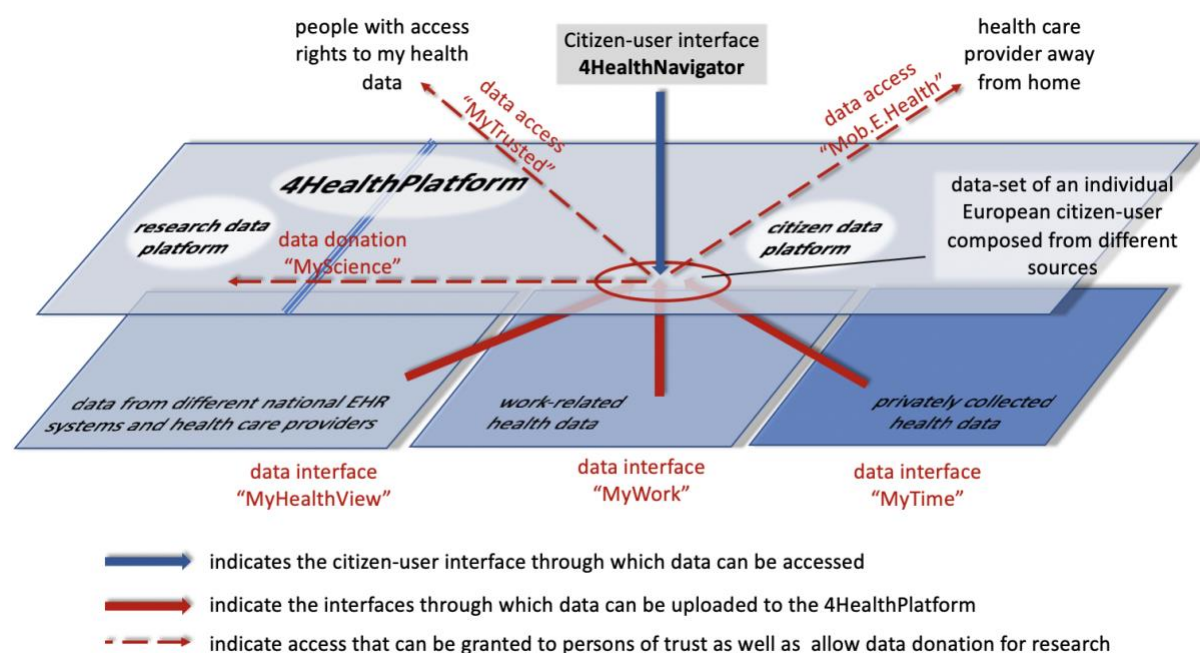 people with access
rights to my health
data
Citizen-user interface
4HealthNavigator
health care
provider away
from home
data access
“MyTrusted”
data access
“Mob.E.Health”
4HealthPlatform
research data
platform
data donation
“MyScience”
citizen data
platform
data-set of an individual
European citizen-user
composed from different
sources
data from different national EHR
systems and health care providers
work-related
health data
privately collected
health data
data interface
“MyHealthView”
data interface
“MyWork”
data interface
“MyTime”
indicates the citizen-user interface through which data can be accessed
indicate the interfaces through which data can be uploaded to the 4HealthPlatform
indicate access that can be granted to persons of trust as well as allow data donation for research